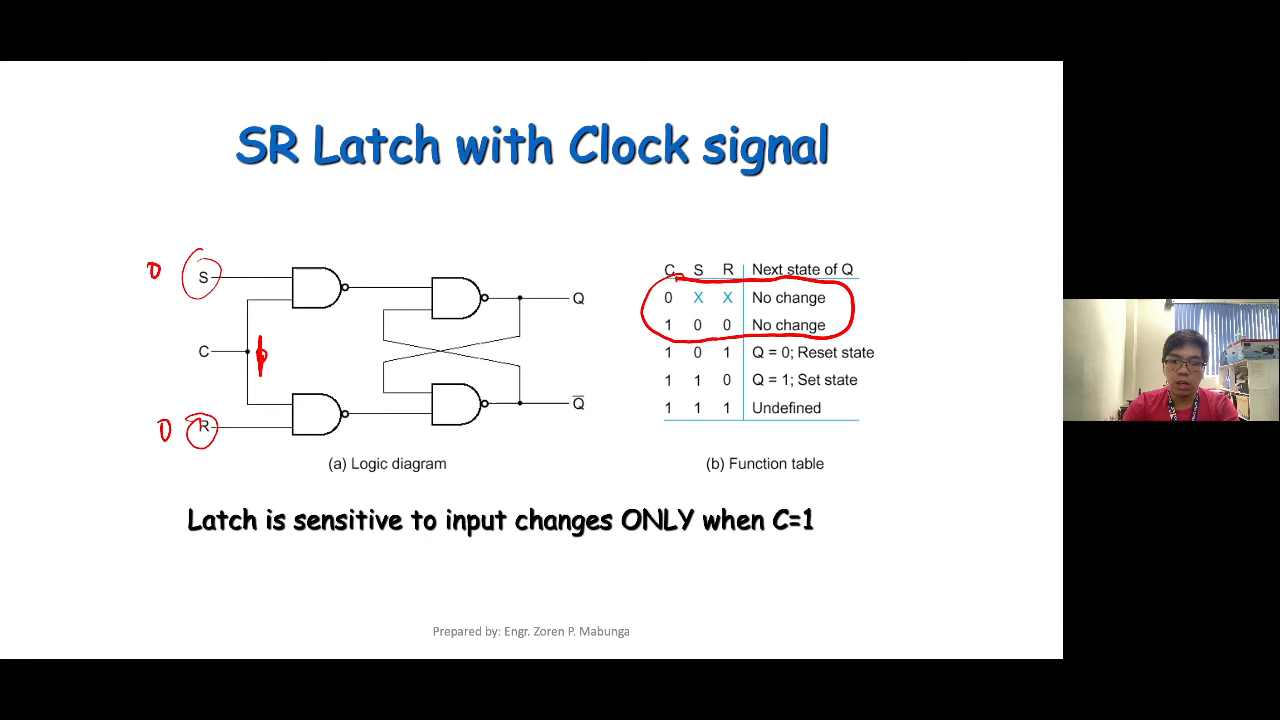 SR Latch with Clock signal
0
S
C
0
R
Q
Q̅
(a) Logic diagram
C S R Next state of Q
0 X X No change
1 0 0 No change
1 0 1 Q = 0; Reset state
1 1 0 Q = 1; Set state
1 1 1 Undefined
(b) Function table
Latch is sensitive to input changes ONLY when C=1
Prepared by: Engr. Zoren P. Mabunga